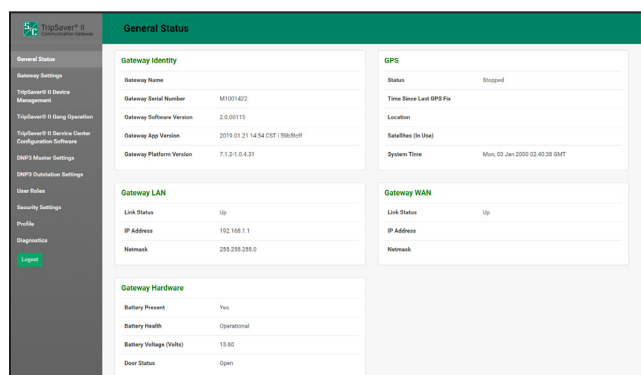 S&C TripSaver® II
Communication Gateway
General Status
General Status
Gateway Settings
TripSaver® II Device
Management
TripSaver® II Gang Operation
TripSaver® II Service Center
Configuration Software
DNP3 Master Settings
DNP3 Outstation Settings
User Roles
Security Settings
Profile
Diagnostics
Logout
Gateway Identity
Gateway Name
Gateway Serial Number M1001422
Gateway Software Version 2.0.00115
Gateway App Version 2019.01.21 14:54 CST | 59b5fcff
Gateway Platform Version 7.1.2-1.0.4.31
GPS
Status Stopped
Time Since Last GPS Fix
Location
Satellites (In Use)
System Time Mon, 03 Jan 2000 02:40:38 GMT
Gateway LAN
Link Status Up
IP Address 192.168.1.1
Netmask 255.255.255.0
Gateway WAN
Link Status Up
IP Address
Netmask
Gateway Hardware
Battery Present Yes
Battery Health Operational
Battery Voltage (Volts) 13.60
Door Status Open